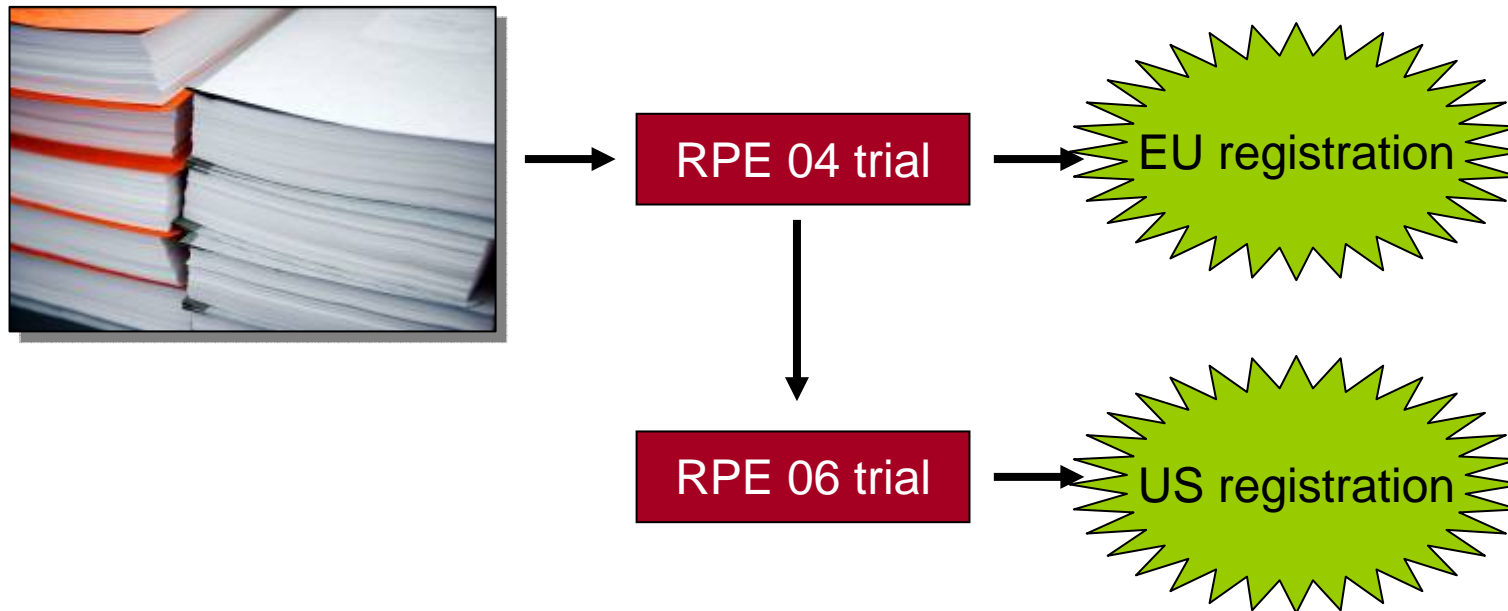 RPE 04 trial
EU registration
RPE 06 trial
US registration